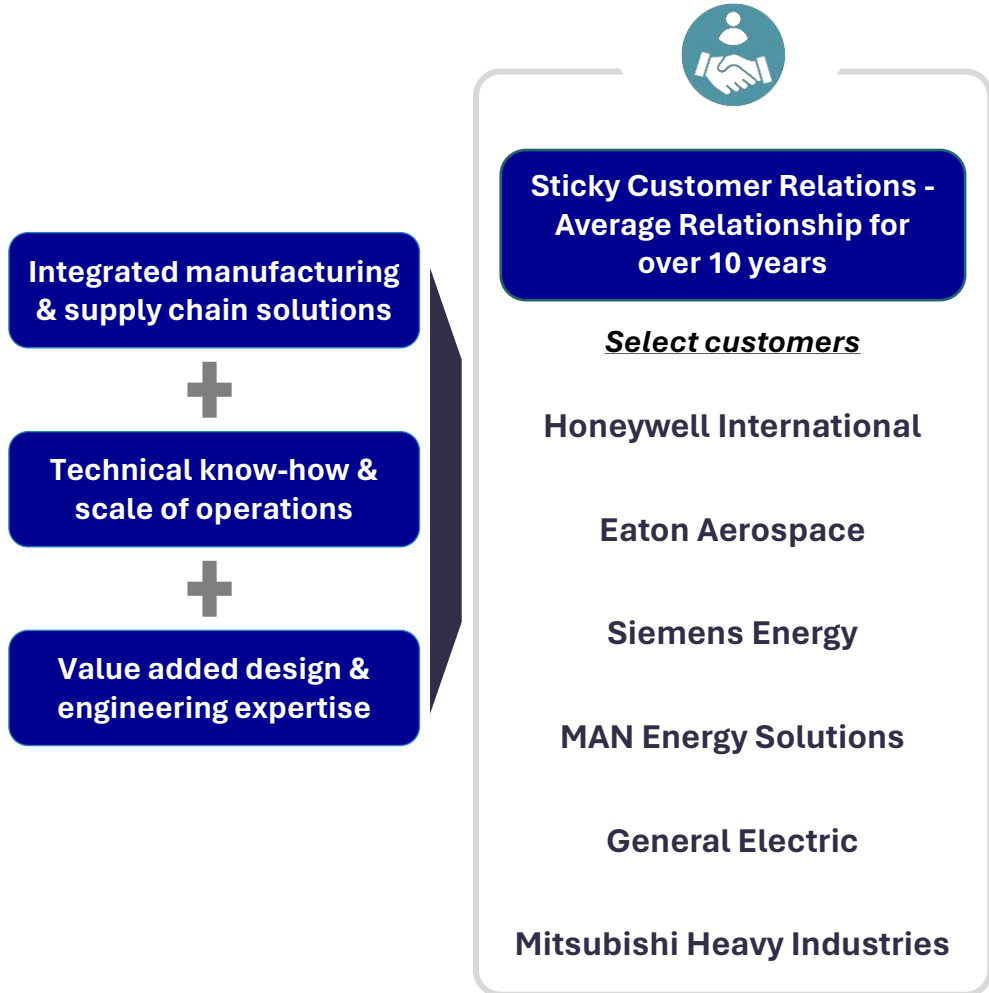 Integrated manufacturing
& supply chain solutions
Technical know-how &
scale of operations
Value added design &
engineering expertise
Sticky Customer Relations -
Average Relationship for
over 10 years
Select customers
Honeywell International
Eaton Aerospace
Siemens Energy
MAN Energy Solutions
General Electric
Mitsubishi Heavy Industries